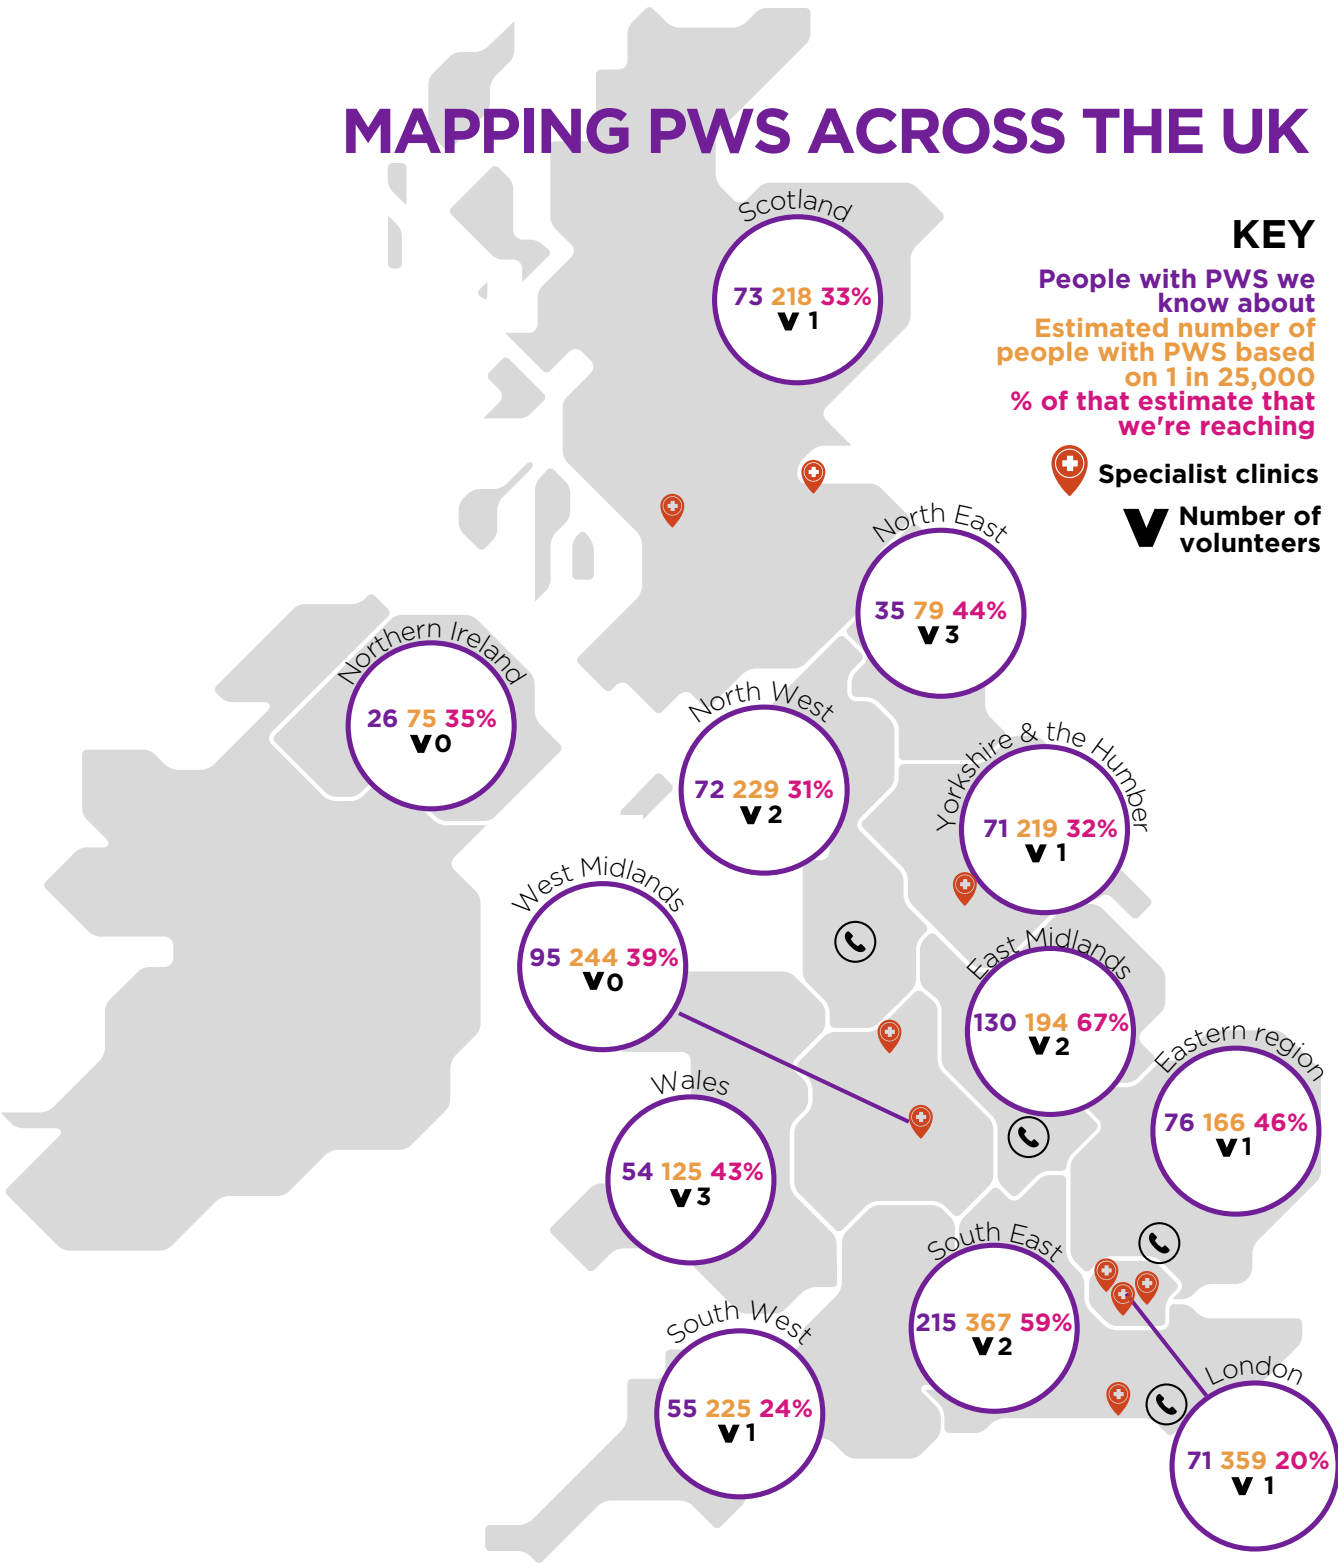 MAPPING PWS ACROSS THE UK
KEY
People with PWS we
know about
Estimated number of
people with PWS based
on 1 in 25,000
% of that estimate that
we're reaching
Specialist clinics
V Number of
volunteers
Scotland
73 218 33%
V 1
North East
35 79 44%
V 3
Northern Ireland
26 75 35%
V 0
North West
72 229 31%
V 2
Yorkshire & the Humber
71 219 32%
V 1
West Midlands
95 244 39%
V 0
East Midlands
130 194 67%
V 2
Eastern region
76 166 46%
V 1
Wales
54 125 43%
V 3
South East
215 367 59%
V 2
South West
55 225 24%
V 1
London
71 359 20%
V 1